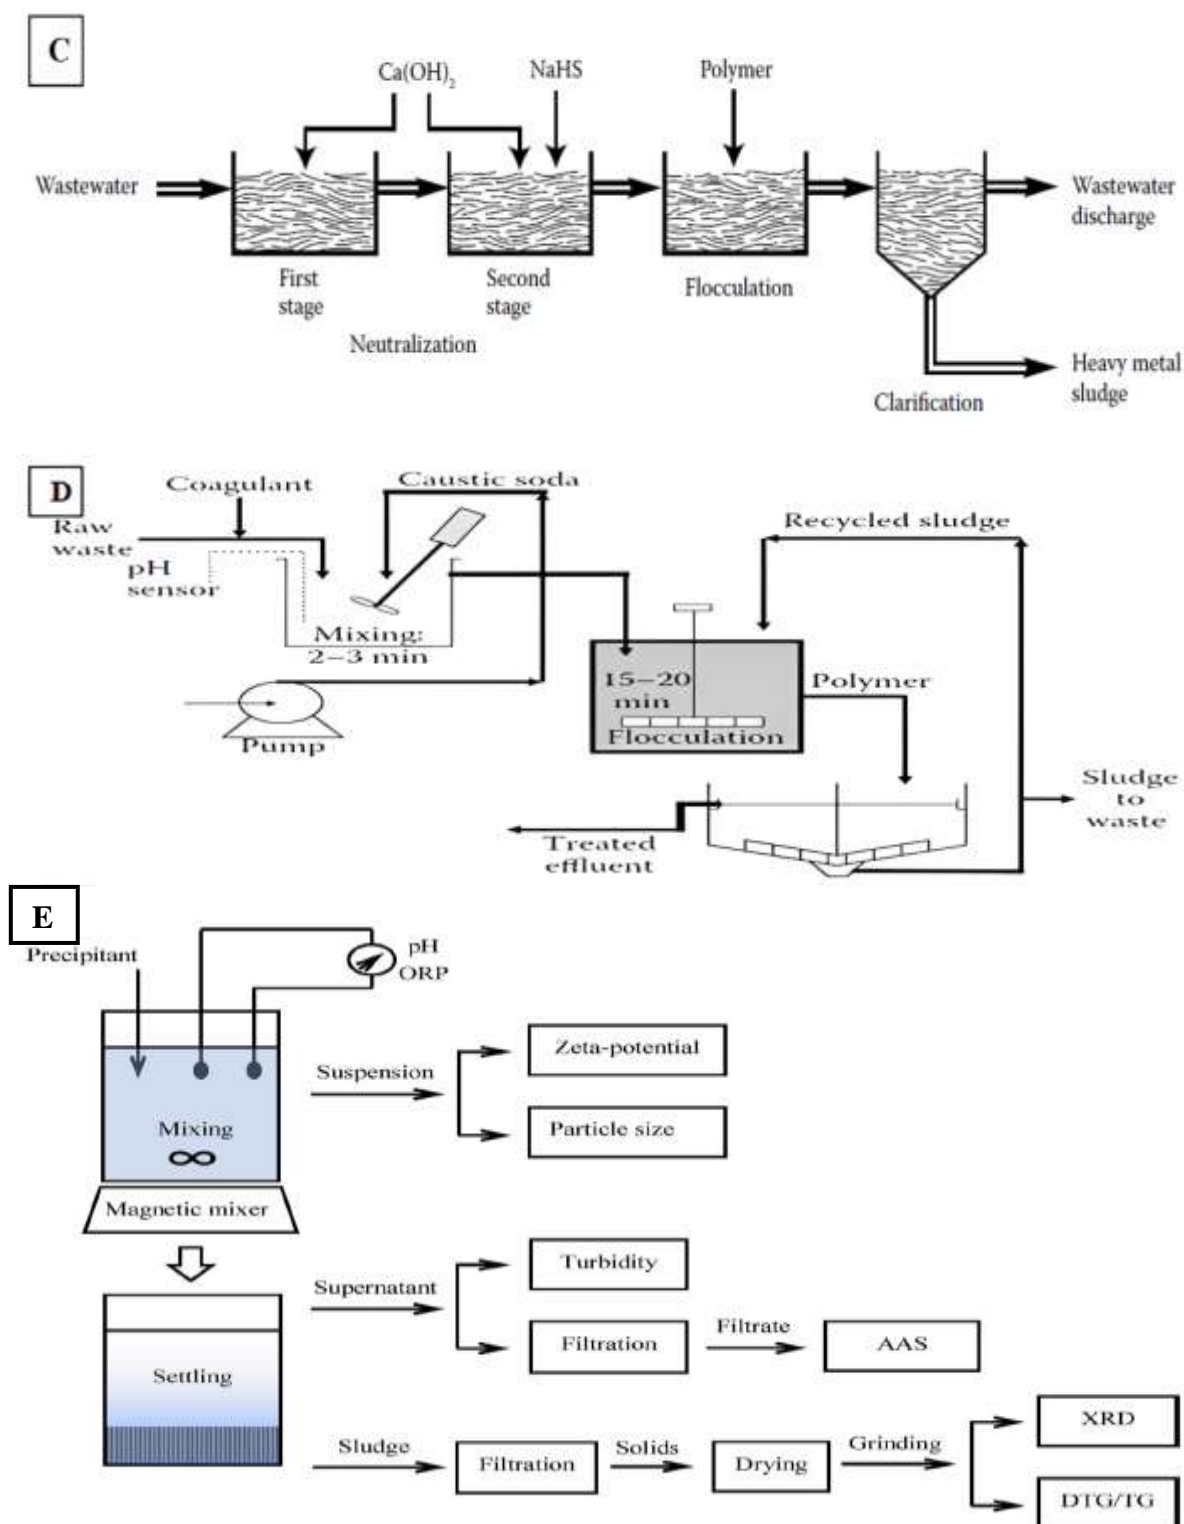 C
Ca(OH)₂
NaHS
Polymer
Wastewater
Wastewater
discharge
First
stage
Second
stage
Flocculation
Neutralization
Heavy metal
sludge
Clarification
D
Coagulant
Caustic soda
Raw
waste
pH
sensor
Recycled sludge
Mixing:
2–3 min
15–20
min
Flocculation
Polymer
Pump
Sludge
to
waste
Treated
effluent
E
Precipitant
pH
ORP
Zeta-potential
Suspension
Particle size
Mixing
Magnetic mixer
Turbidity
Supernatant
Filtration
Filtrate
AAS
Settling
XRD
Sludge
Filtration
Solids
Drying
Grinding
DTG/TG